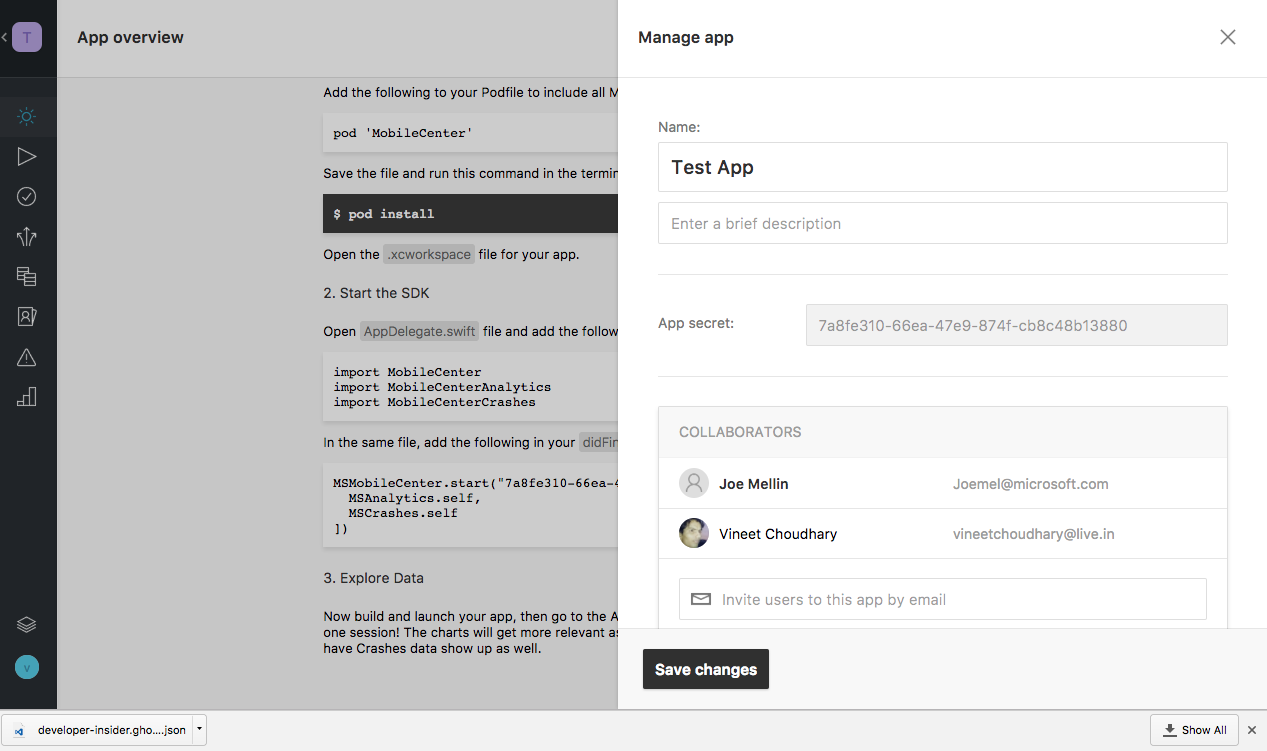 T
App overview
Add the following to your Podfile to include all M
pod 'MobileCenter'
Save the file and run this command in the termin
$ pod install
Open the .xcworkspace file for your app.
2. Start the SDK
Open AppDelegate.swift file and add the follow
import MobileCenter
import MobileCenterAnalytics
import MobileCenterCrashes
In the same file, add the following in your didFin
MSMobileCenter.start("7a8fe310-66ea-4
MSAnalytics.self,
MSCrashes.self
])
3. Explore Data
Now build and launch your app, then go to the A
one session! The charts will get more relevant as
have Crashes data show up as well.
V
Manage app
Name:
Test App
Enter a brief description
App secret:
7a8fe310-66ea-47e9-874f-cb8c48b13880
COLLABORATORS
Joe Mellin Joemel@microsoft.com
Vineet Choudhary vineetchoudhary@live.in
Invite users to this app by email
Save changes
developer-insider.gho....json
Show All